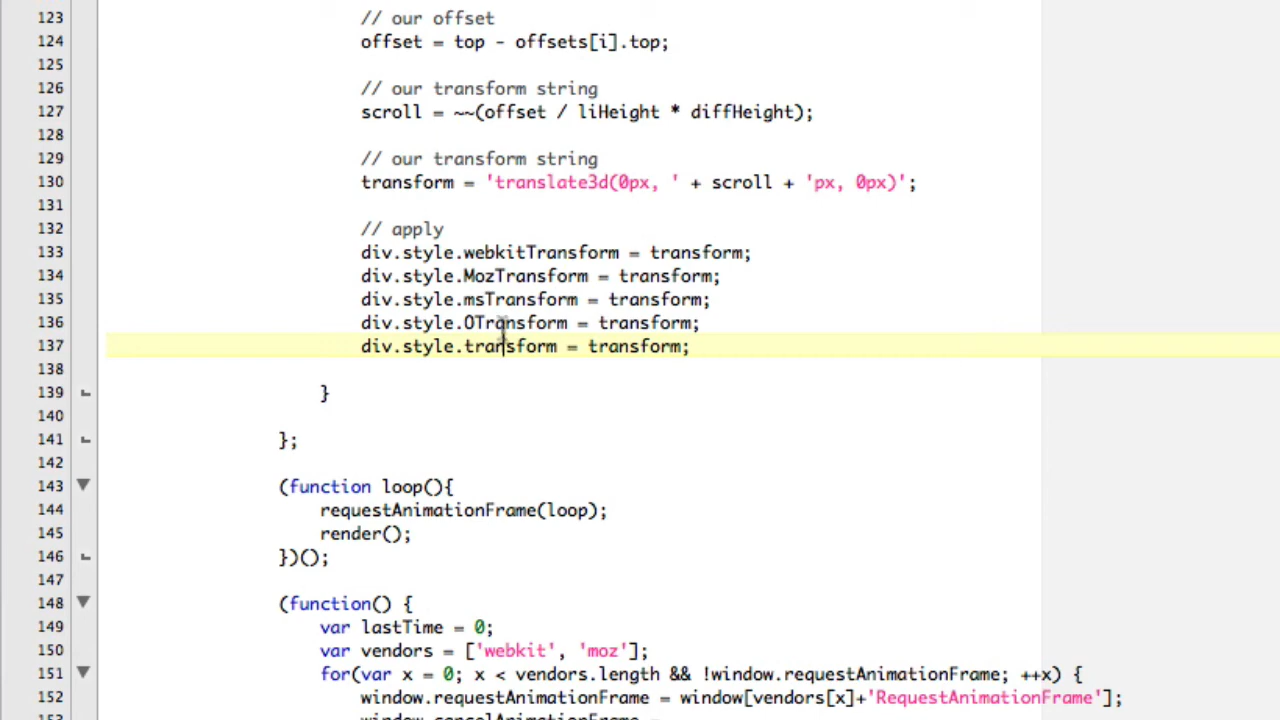 123 // our offset
124 offset = top - offsets[i].top;
125
126 // our transform string
127 scroll = ~~(offset / liHeight * diffHeight);
128
129 // our transform string
130 transform = 'translate3d(0px, ' + scroll + 'px, 0px)';
131
132 // apply
133 div.style.webkitTransform = transform;
134 div.style.MozTransform = transform;
135 div.style.msTransform = transform;
136 div.style.OTransform = transform;
137 div.style.transform = transform;
138
139 }
140
141 };
142
143 (function loop(){
144 requestAnimationFrame(loop);
145 render();
146 })();
147
148 (function() {
149 var lastTime = 0;
150 var vendors = ['webkit', 'moz'];
151 for(var x = 0; x < vendors.length && !window.requestAnimationFrame; ++x) {
152 window.requestAnimationFrame = window[vendors[x]+'RequestAnimationFrame'];
153 window.cancelAnimationFrame =